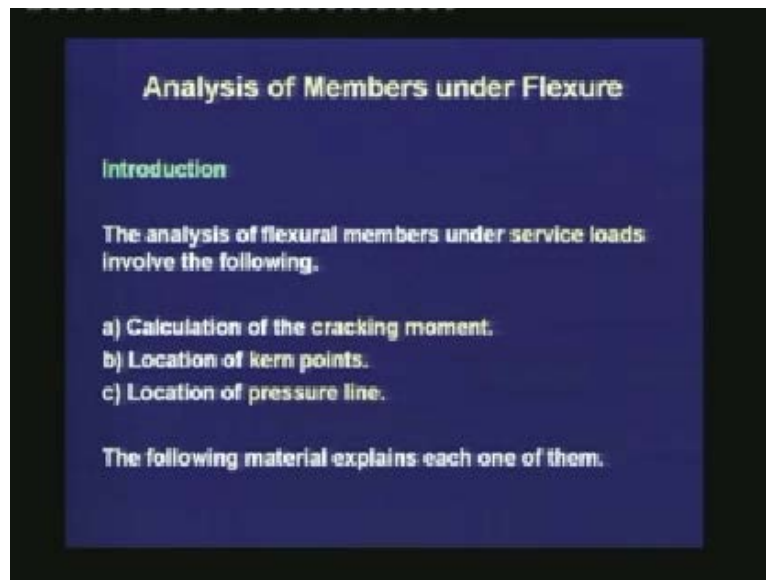 Analysis of Members under Flexure
Introduction
The analysis of flexural members under service loads
involve the following.
a) Calculation of the cracking moment.
b) Location of kern points.
c) Location of pressure line.
The following material explains each one of them.